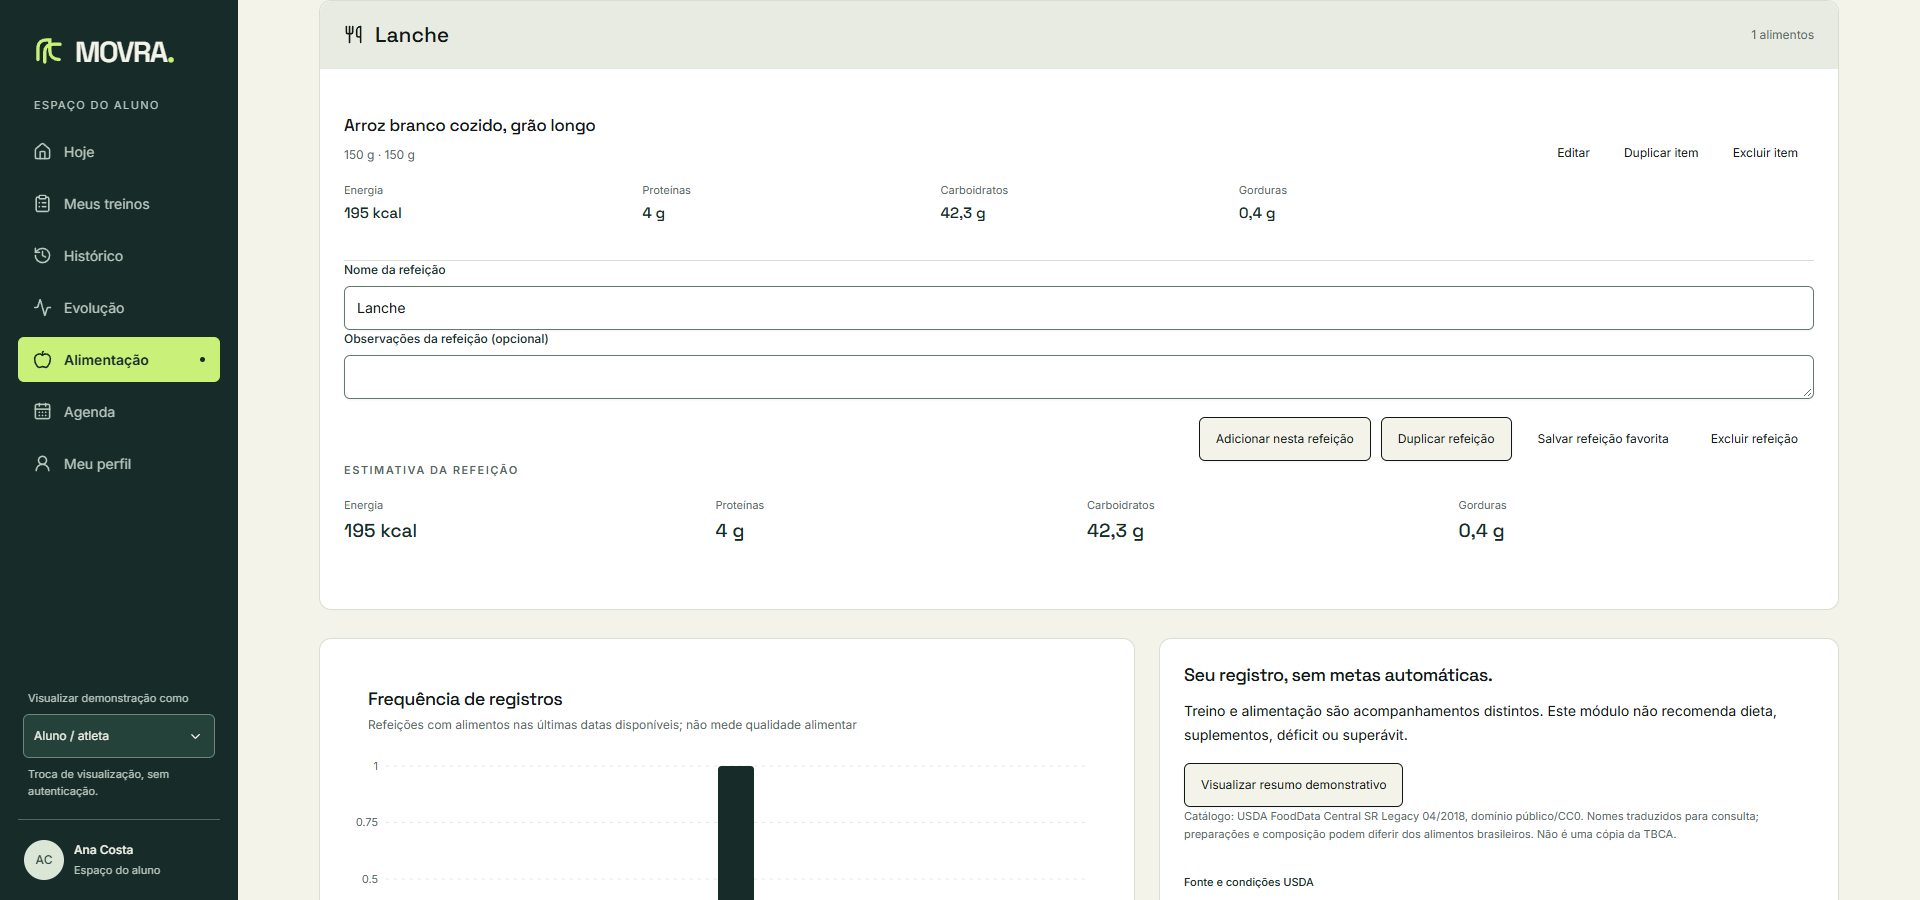 MOVRA.
ESPAÇO DO ALUNO
Hoje
Meus treinos
Histórico
Evolução
Alimentação
Agenda
Meu perfil
Visualizar demonstração como
Aluno / atleta
Troca de visualização, sem
autenticação.
AC
Ana Costa
Espaço do aluno
Lanche
1 alimentos
Arroz branco cozido, grão longo
150 g · 150 g
Editar
Duplicar item
Excluir item
Energia
195 kcal
Proteínas
4 g
Carboidratos
42,3 g
Gorduras
0,4 g
Nome da refeição
Lanche
Observações da refeição (opcional)
Adicionar nesta refeição
Duplicar refeição
Salvar refeição favorita
Excluir refeição
ESTIMATIVA DA REFEIÇÃO
Energia
195 kcal
Proteínas
4 g
Carboidratos
42,3 g
Gorduras
0,4 g
Frequência de registros
Refeições com alimentos nas últimas datas disponíveis; não mede qualidade alimentar
1
0.75
0.5
Seu registro, sem metas automáticas.
Treino e alimentação são acompanhamentos distintos. Este módulo não recomenda dieta,
suplementos, déficit ou superávit.
Visualizar resumo demonstrativo
Catálogo: USDA FoodData Central SR Legacy 04/2018, domínio público/CC0. Nomes traduzidos para consulta;
preparações e composição podem diferir dos alimentos brasileiros. Não é uma cópia da TBCA.
Fonte e condições USDA